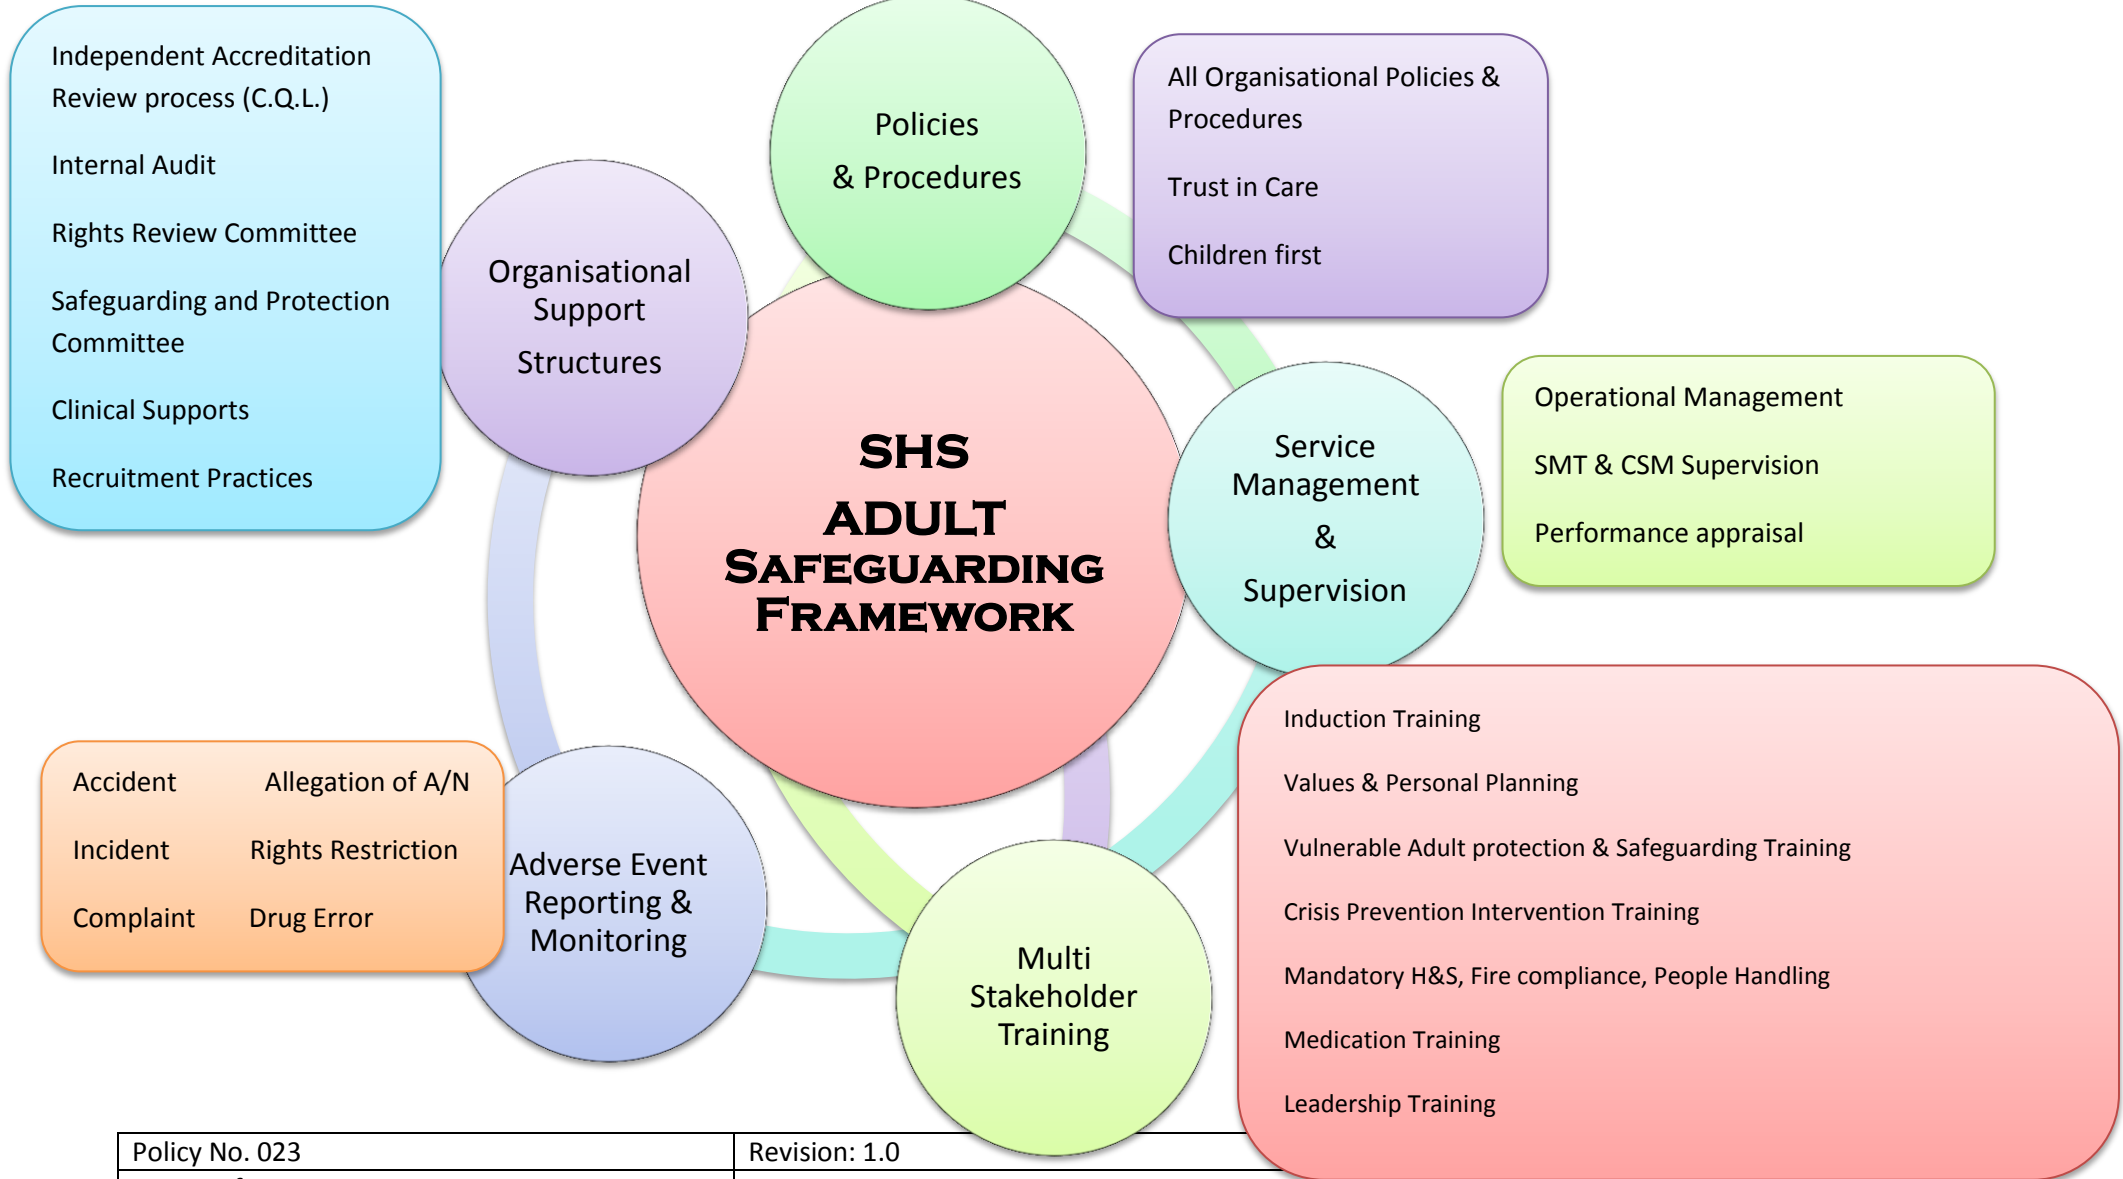 Independent Accreditation
Review process (C.Q.L.)
Internal Audit
Rights Review Committee
Safeguarding and Protection
Committee
Clinical Supports
Recruitment Practices
Organisational
Support
Structures
Policies
& Procedures
All Organisational Policies &
Procedures
Trust in Care
Children first
SHS
ADULT
SAFEGUARDING
FRAMEWORK
Service
Management
&
Supervision
Operational Management
SMT & CSM Supervision
Performance appraisal
Accident Allegation of A/N
Incident Rights Restriction
Complaint Drug Error
Adverse Event
Reporting &
Monitoring
Multi
Stakeholder
Training
Induction Training
Values & Personal Planning
Vulnerable Adult protection & Safeguarding Training
Crisis Prevention Intervention Training
Mandatory H&S, Fire compliance, People Handling
Medication Training
Leadership Training
Policy No. 023 Revision: 1.0